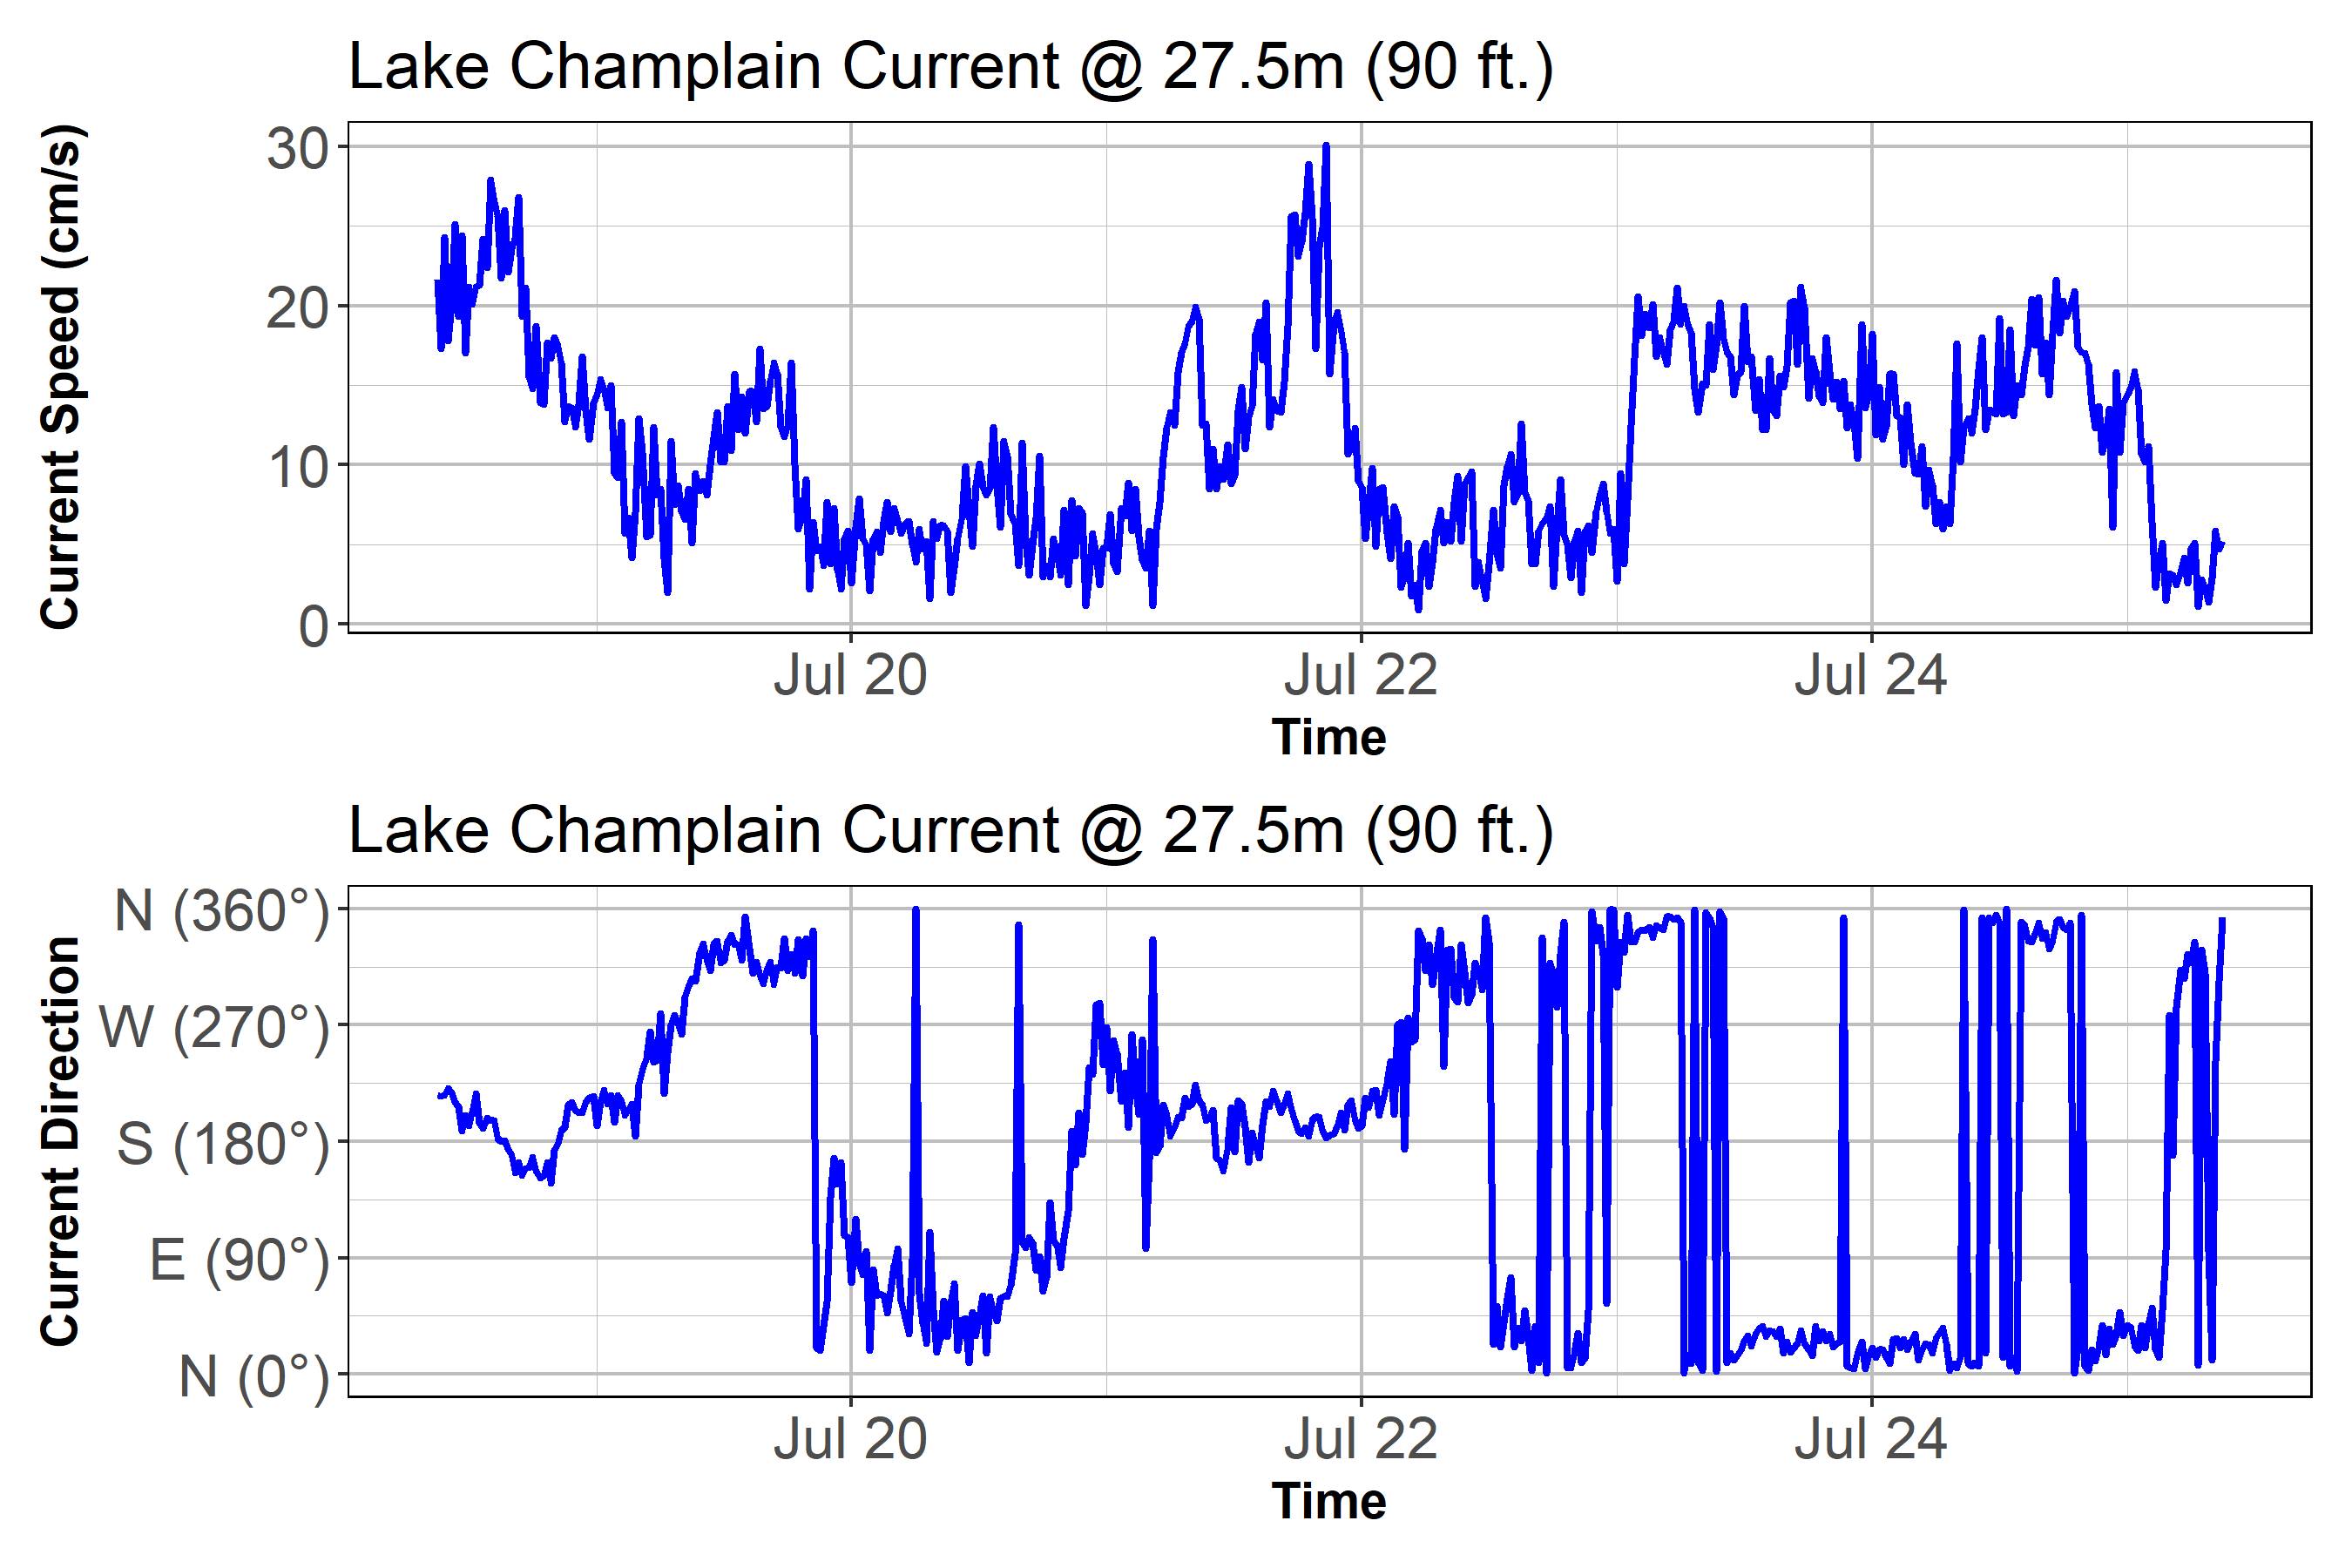 Lake Champlain Current @ 27.5m (90 ft.)
Current Speed (cm/s)
30
20
10
0
Jul 20 Jul 22 Jul 24
Time
Lake Champlain Current @ 27.5m (90 ft.)
Current Direction
N (360°)
W (270°)
S (180°)
E (90°)
N (0°)
Jul 20 Jul 22 Jul 24
Time